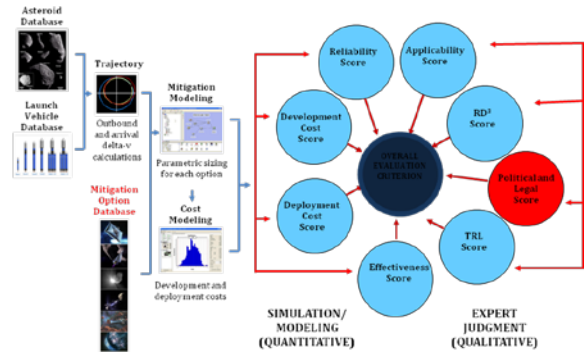 Asteroid
Database
Launch
Vehicle
Database
Trajectory
Outbound
and arrival
delta-v
calculations
Mitigation
Option
Database
Mitigation
Modeling
Parametric sizing
for each option
Cost
Modeling
Development and
deployment costs
Reliability
Score
Applicability
Score
Development
Cost
Score
RD³
Score
OVERALL
EVALUATION
CRITERION
Political and
Legal
Score
Deployment
Cost
Score
TRL
Score
Effectiveness
Score
SIMULATION/
MODELING
(QUANTITATIVE)
EXPERT
JUDGMENT
(QUALITATIVE)